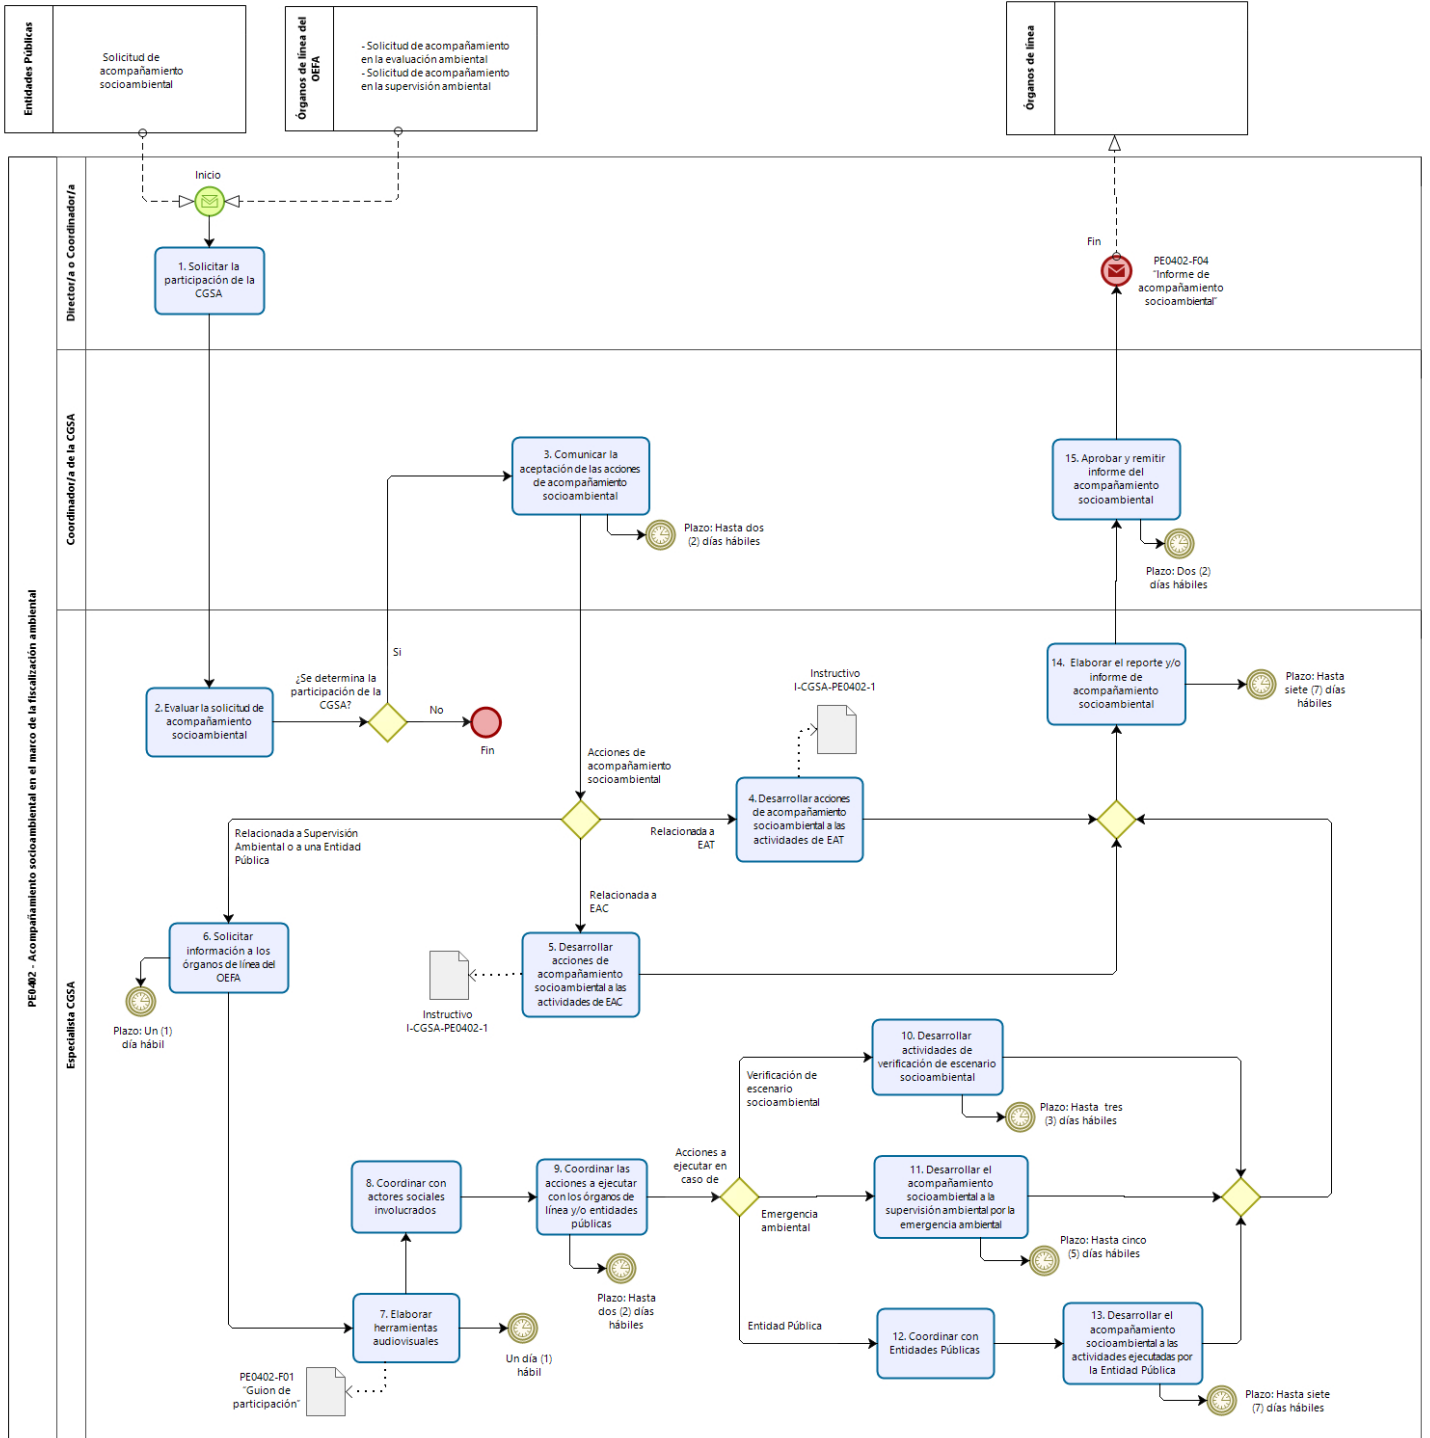 Entidades Públicas
Solicitud de
acompañamiento
socioambiental
Órganos de línea del
OEFA
- Solicitud de acompañamiento
en la evaluación ambiental
- Solicitud de acompañamiento
en la supervisión ambiental
Órganos de línea
PE0402 - Acompañamiento socioambiental en el marco de la fiscalización ambiental
Director/a o Coordinador/a
Inicio
1. Solicitar la
participación de la
CGSA
Fin
PE0402-F04
"Informe de
acompañamiento
socioambiental"
Coordinador/a de la CGSA
3. Comunicar la
aceptación de las acciones
de acompañamiento
socioambiental
Plazo: Hasta dos
(2) días hábiles
15. Aprobar y remitir
informe del
acompañamiento
socioambiental
Plazo: Dos (2)
días hábiles
Especialista CGSA
2. Evaluar la solicitud de
acompañamiento
socioambiental
¿Se determina la
participación de la
CGSA?
Si
No
Fin
Acciones de
acompañamiento
socioambiental
Instructivo
I-CGSA-PE0402-1
14. Elaborar el reporte y/o
informe de
acompañamiento
socioambiental
Plazo: Hasta
siete (7) días
hábiles
Relacionada a Supervisión
Ambiental o a una Entidad
Pública
Relacionada a
EAT
4. Desarrollar acciones
de acompañamiento
socioambiental a las
actividades de EAT
Relacionada a
EAC
6. Solicitar
información a los
órganos de línea del
OEFA
Plazo: Un (1)
día hábil
5. Desarrollar
acciones de
acompañamiento
socioambiental a las
actividades de EAC
Instructivo
I-CGSA-PE0402-1
10. Desarrollar
actividades de
verificación de escenario
socioambiental
Verificación de
escenario
socioambiental
Plazo: Hasta tres
(3) días hábiles
8. Coordinar con
actores sociales
involucrados
9. Coordinar las
acciones a ejecutar
con los órganos de
línea y/o entidades
públicas
Acciones a
ejecutar en
caso de
Emergencia
ambiental
11. Desarrollar el
acompañamiento
socioambiental a la
supervisión ambiental por la
emergencia ambiental
Plazo: Hasta cinco
(5) días hábiles
Plazo: Hasta
dos (2) días
hábiles
7. Elaborar
herramientas
audiovisuales
Un día (1)
hábil
PE0402-F01
"Guion de
participación"
Entidad Pública
12. Coordinar con
Entidades Públicas
13. Desarrollar el
acompañamiento
socioambiental a las
actividades ejecutadas por
la Entidad Pública
Plazo: Hasta siete
(7) días hábiles